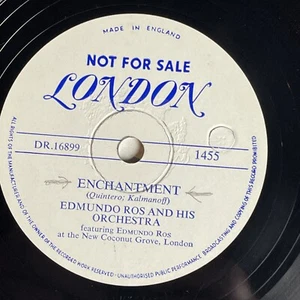 MADE IN ENGLAND
NOT FOR SALE
LONDON
DR.16899
1455
ENCHANTMENT
(Quintero; Kalmanoff)
EDMUNDO ROS AND HIS
ORCHESTRA
featuring EDMUNDO ROS
at the New Coconut Grove, London
ALL RIGHTS OF THE MANUFACTURER AND OF THE OWNER OF THE RECORDED WORK RESERVED · UNAUTHORISED PUBLIC PERFORMANCE BROADCASTING AND COPYING OF THIS RECORD PROHIBITED